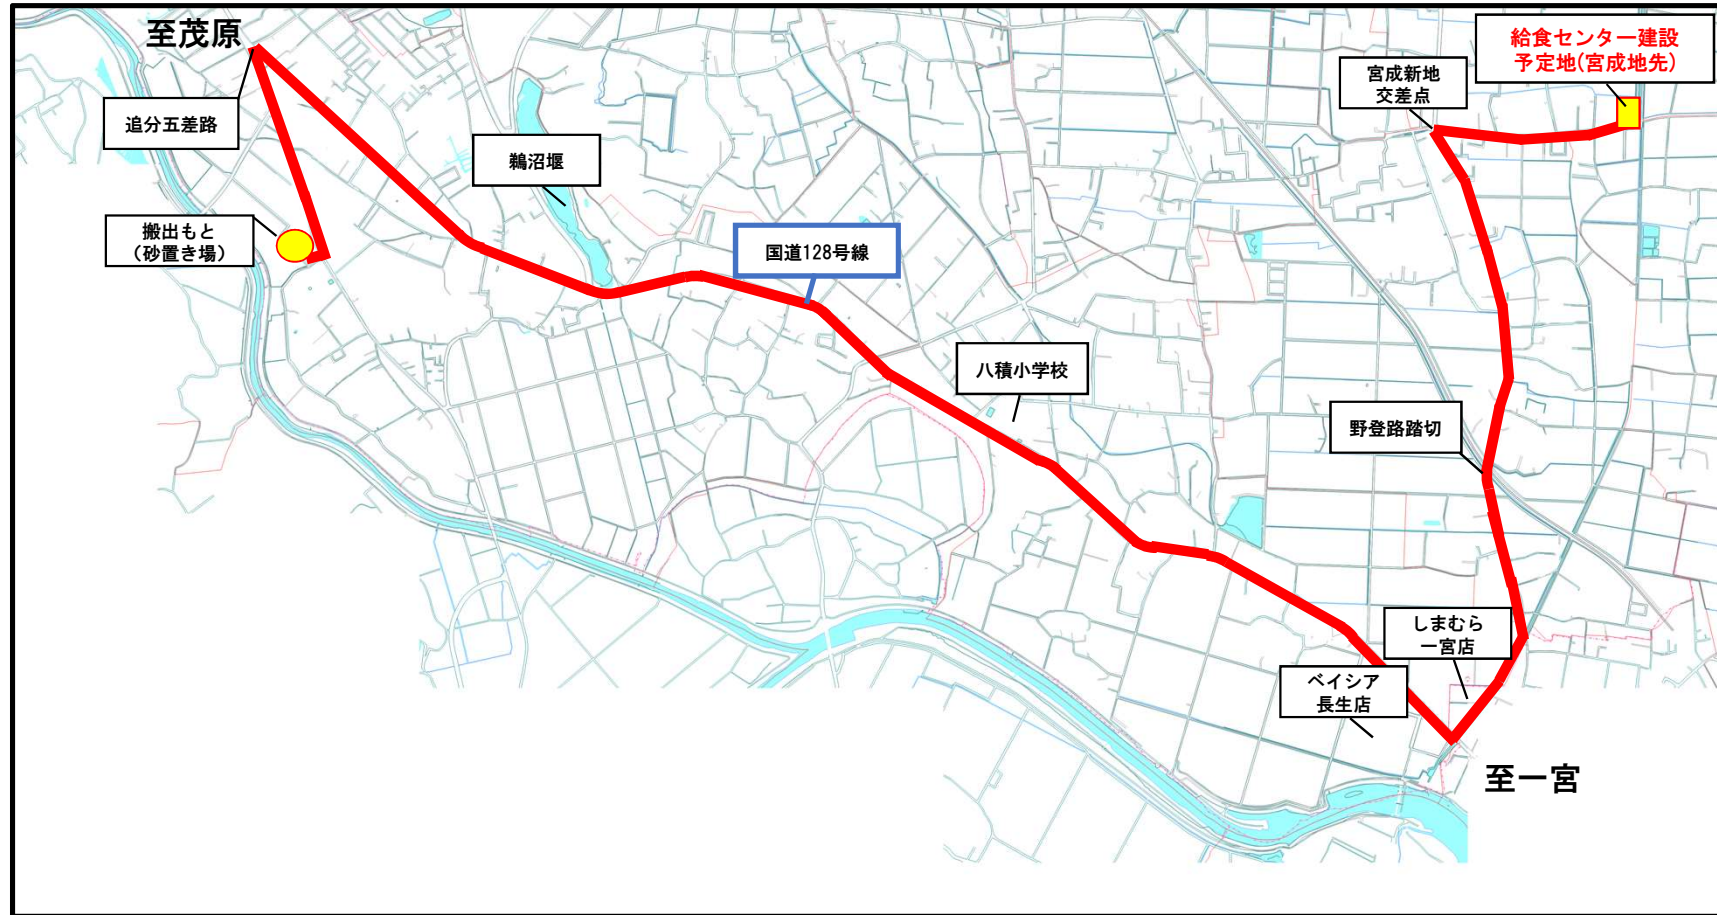 至茂原
追分五差路
搬出もと
（砂置き場）
鵜沼堰
国道128号線
八積小学校
給食センター建設
予定地(宮成地先)
宮成新地
交差点
野登路踏切
しまむら
一宮店
ベイシア
長生店
至一宮